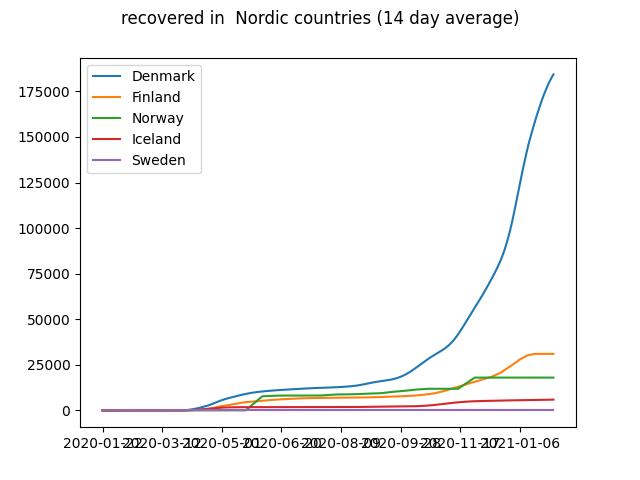 recovered in  Nordic countries (14 day average)
Denmark
Finland
Norway
Iceland
Sweden
175000
150000
125000
100000
75000
50000
25000
0
2020-01-22 2020-03-12 2020-05-01 2020-06-20 2020-08-09 2020-09-28 2020-11-17 2021-01-06